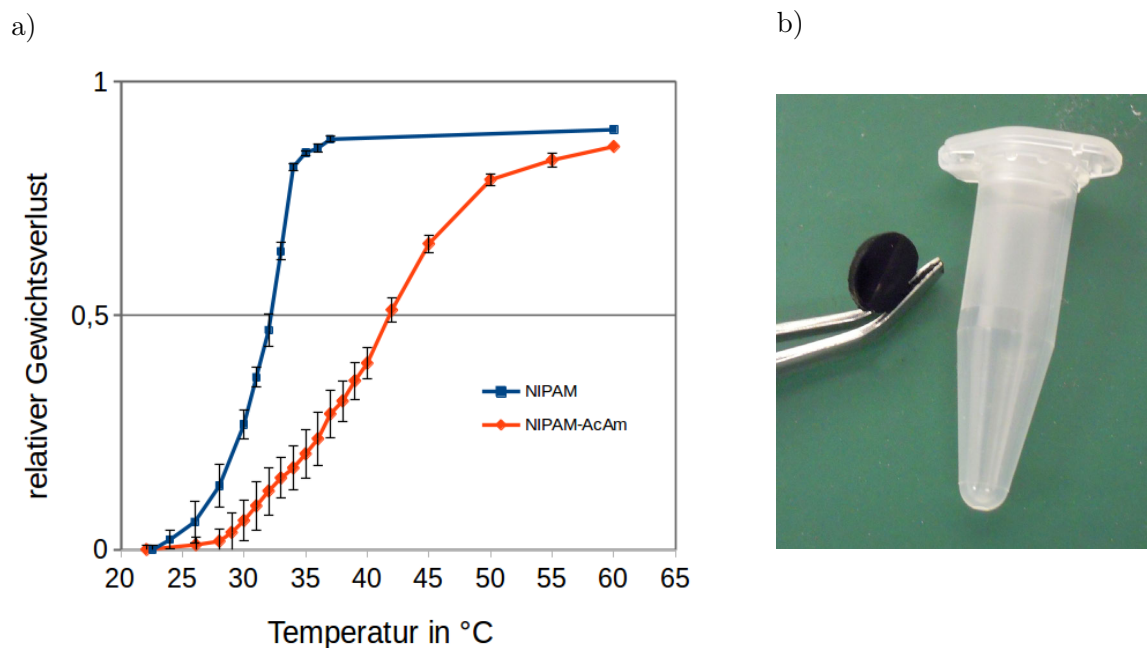 a)
b)
1
0,5
0
relativer Gewichtsverlust
NIPAM
NIPAM-AcAm
20 25 30 35 40 45 50 55 60 65
Temperatur in °C